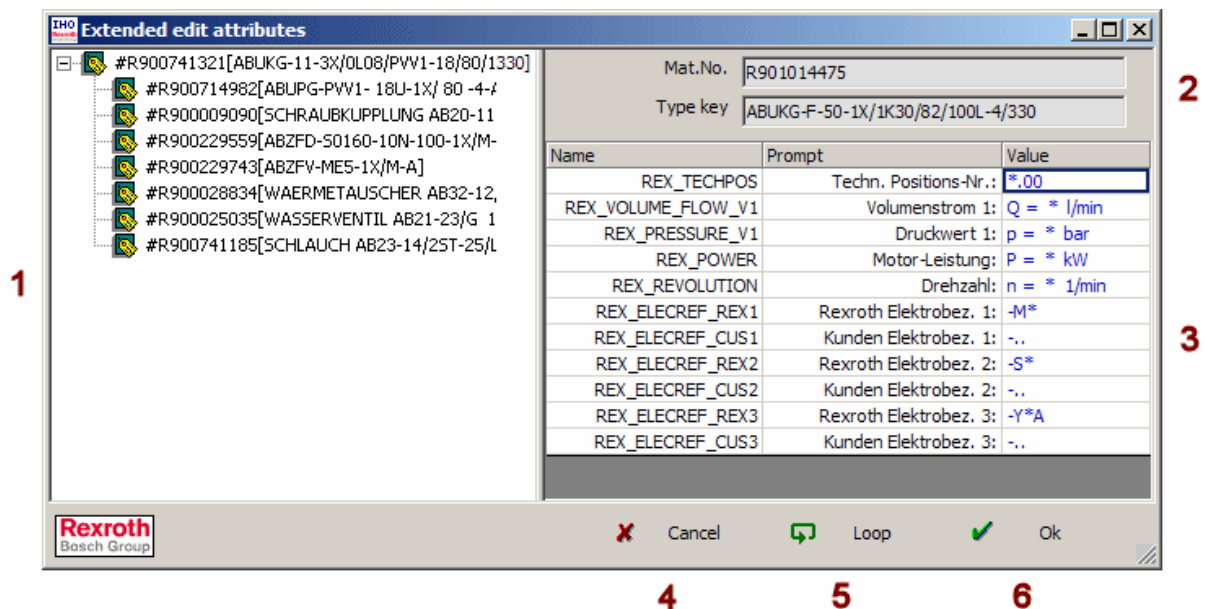 IHO Rexroth Extended edit attributes
#R900741321[ABUKG-11-3X/0L08/PVV1-18/80/1330]
#R900714982[ABUPG-PVV1- 18U-1X/ 80 -4-/
#R900009090[SCHRAUBKUPPLUNG AB20-11
#R900229559[ABZFD-S0160-10N-100-1X/M-
#R900229743[ABZFV-ME5-1X/M-A]
#R900028834[WAERMETAUSCHER AB32-12,
#R900025035[WASSERVENTIL AB21-23/G 1
#R900741185[SCHLAUCH AB23-14/2ST-25/L
1
Mat.No. R901014475
Type key ABUKG-F-50-1X/1K30/82/100L-4/330
2
Name Prompt Value
REX_TECHPOS Techn. Positions-Nr.: *.00
REX_VOLUME_FLOW_V1 Volumenstrom 1: Q = * l/min
REX_PRESSURE_V1 Druckwert 1: p = * bar
REX_POWER Motor-Leistung: P = * kW
REX_REVOLUTION Drehzahl: n = * 1/min
REX_ELECREF_REX1 Rexroth Elektrobez. 1: -M*
REX_ELECREF_CUS1 Kunden Elektrobez. 1: -..
REX_ELECREF_REX2 Rexroth Elektrobez. 2: -S*
REX_ELECREF_CUS2 Kunden Elektrobez. 2: -..
REX_ELECREF_REX3 Rexroth Elektrobez. 3: -Y*A
REX_ELECREF_CUS3 Kunden Elektrobez. 3: -..
3
Rexroth
Bosch Group
Cancel Loop Ok
4 5 6